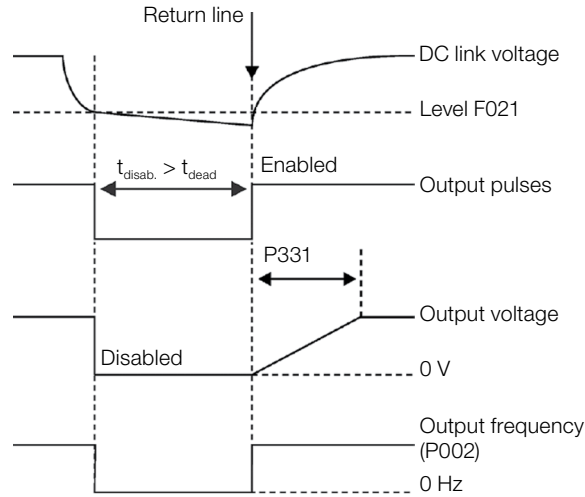 Return line
DC link voltage
Level F021
t_disab. > t_dead
Enabled
Output pulses
P331
Output voltage
Disabled
0 V
Output frequency
(P002)
0 Hz